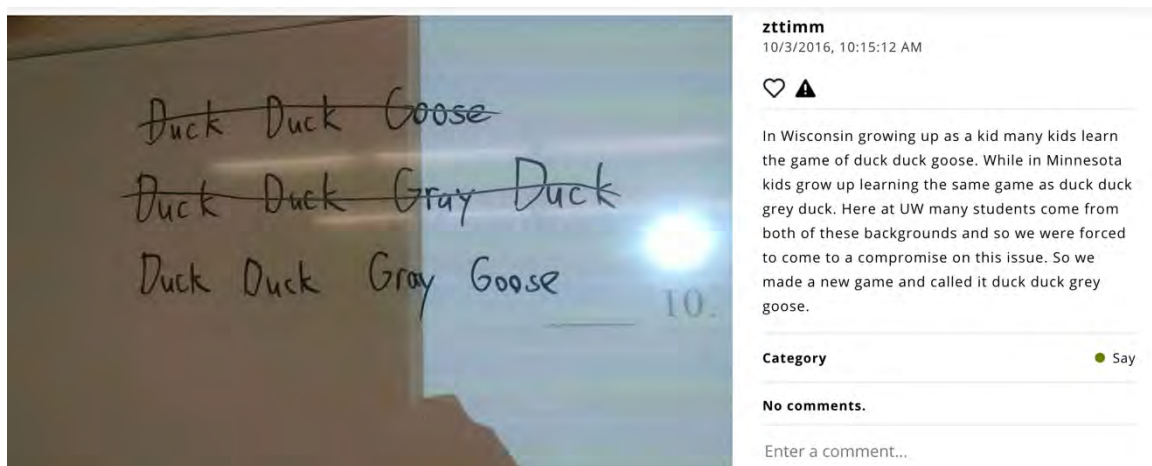 Duck Duck Goose
Duck Duck Gray Duck
Duck Duck Gray Goose
10.
zttimm
10/3/2016, 10:15:12 AM
In Wisconsin growing up as a kid many kids learn
the game of duck duck goose. While in Minnesota
kids grow up learning the same game as duck duck
grey duck. Here at UW many students come from
both of these backgrounds and so we were forced
to come to a compromise on this issue. So we
made a new game and called it duck duck grey
goose.
Category
Say
No comments.
Enter a comment...